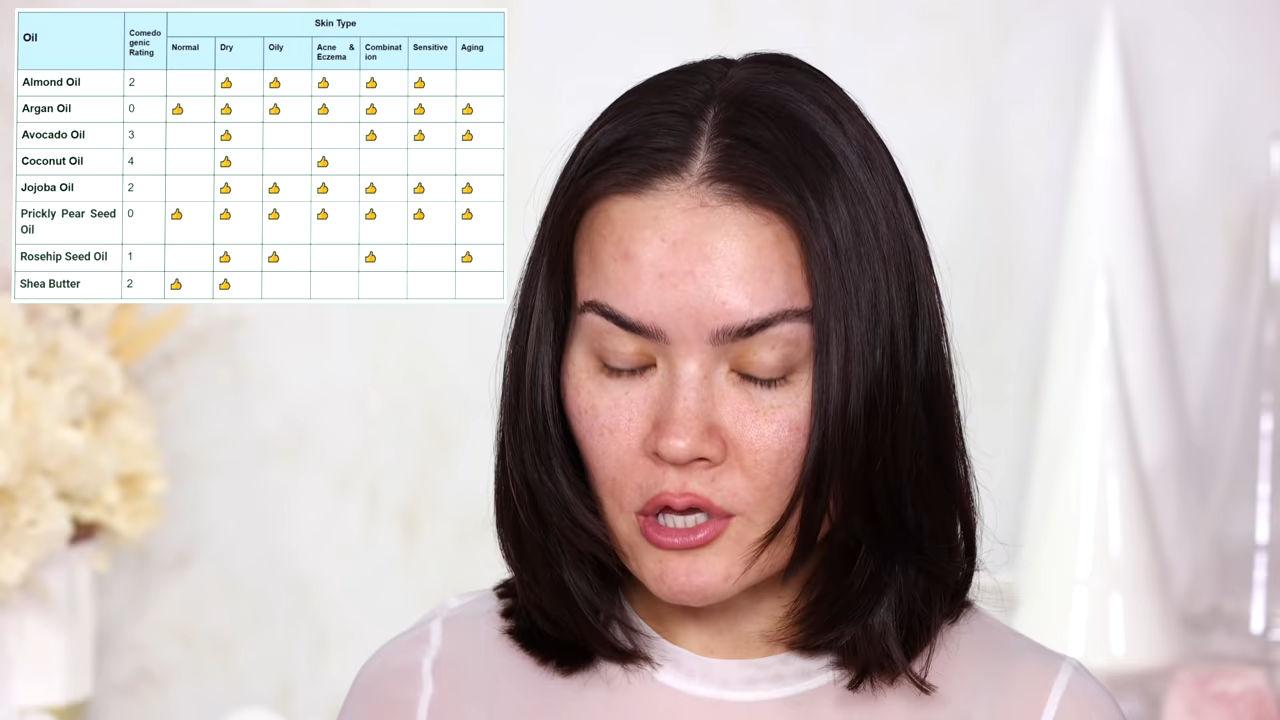 Oil Comedo genic Rating Skin Type
Normal Dry Oily Acne & Eczema Combinat ion Sensitive Aging
Almond Oil 2 👍 👍 👍 👍 👍
Argan Oil 0 👍 👍 👍 👍 👍 👍 👍
Avocado Oil 3 👍 👍 👍 👍
Coconut Oil 4 👍 👍
Jojoba Oil 2 👍 👍 👍 👍 👍 👍
Prickly Pear Seed Oil 0 👍 👍 👍 👍 👍 👍 👍
Rosehip Seed Oil 1 👍 👍 👍 👍
Shea Butter 2 👍 👍